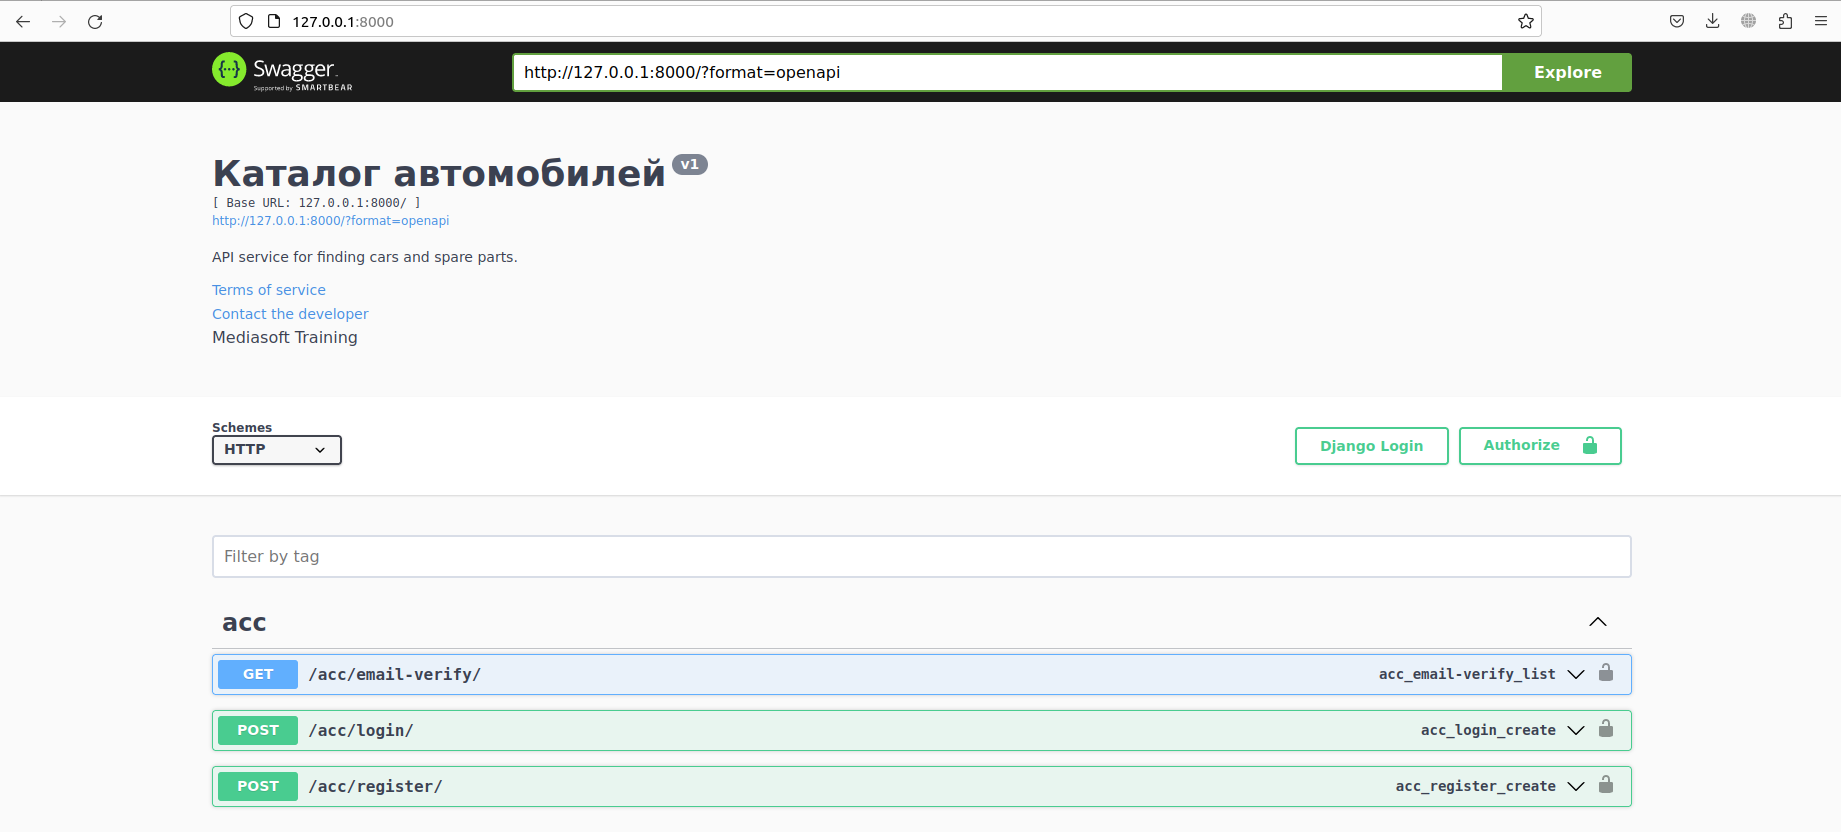 127.0.0.1:8000
Swagger
Supported by SMARTBEAR
http://127.0.0.1:8000/?format=openapi
Explore
Каталог автомобилей v1
[ Base URL: 127.0.0.1:8000/ ]
http://127.0.0.1:8000/?format=openapi
API service for finding cars and spare parts.
Terms of service
Contact the developer
Mediasoft Training
Schemes
HTTP
Django Login
Authorize
Filter by tag
acc
GET /acc/email-verify/ acc_email-verify_list
POST /acc/login/ acc_login_create
POST /acc/register/ acc_register_create